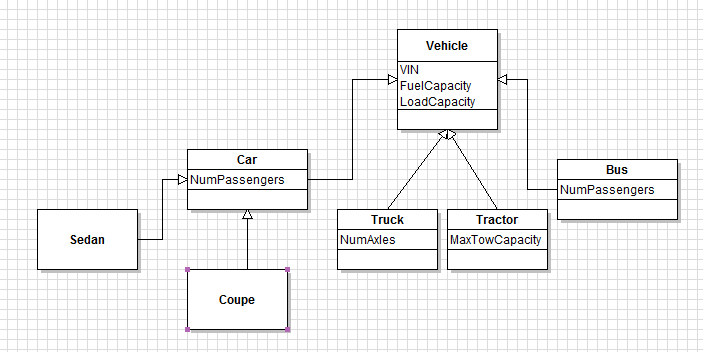 Vehicle
VIN
FuelCapacity
LoadCapacity
Car
NumPassengers
Bus
NumPassengers
Sedan
Truck
NumAxles
Tractor
MaxTowCapacity
Coupe